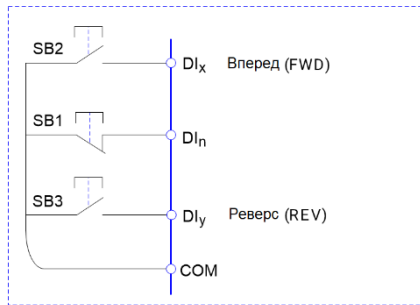 SB2
DIx Вперед (FWD)
SB1
DIn
SB3
DIy Реверс (REV)
COM